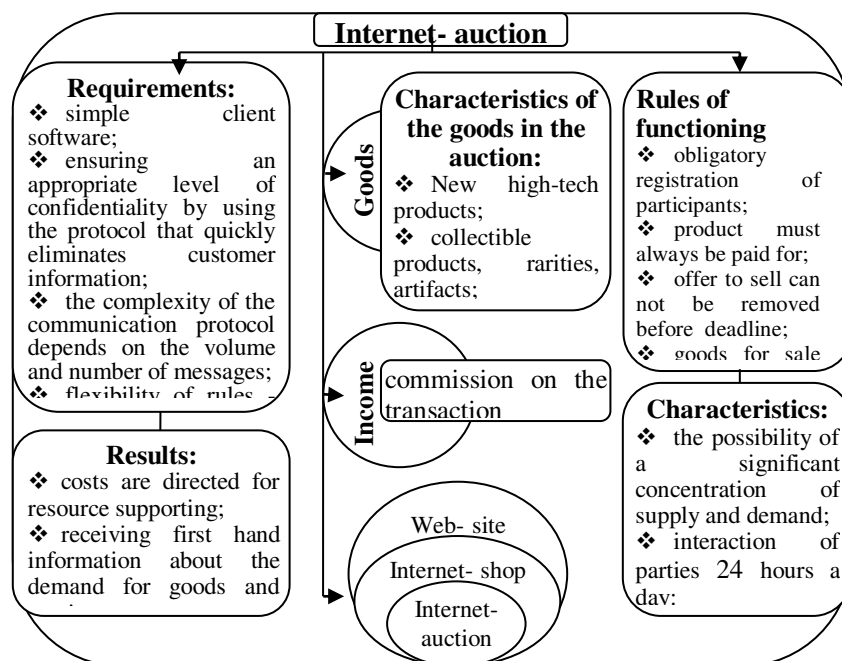 Internet- auction
Requirements:
❖ simple client
software;
❖ ensuring an
appropriate level of
confidentiality by using
the protocol that quickly
eliminates customer
information;
❖ the complexity of the
communication protocol
depends on the volume
and number of messages;
❖ flexibility of rules -
Results:
❖ costs are directed for
resource supporting;
❖ receiving first hand
information about the
demand for goods and
Goods
Characteristics of
the goods in the
auction:
❖ New high-tech
products;
❖ collectible
products, rarities,
artifacts;
Income
commission on the
transaction
Web- site
Internet- shop
Internet-
auction
Rules of
functioning
❖ obligatory
registration of
participants;
❖ product must
always be paid for;
❖ offer to sell can
not be removed
before deadline;
❖ goods for sale
Characteristics:
❖ the possibility of
a significant
concentration of
supply and demand;
❖ interaction of
parties 24 hours a
day;